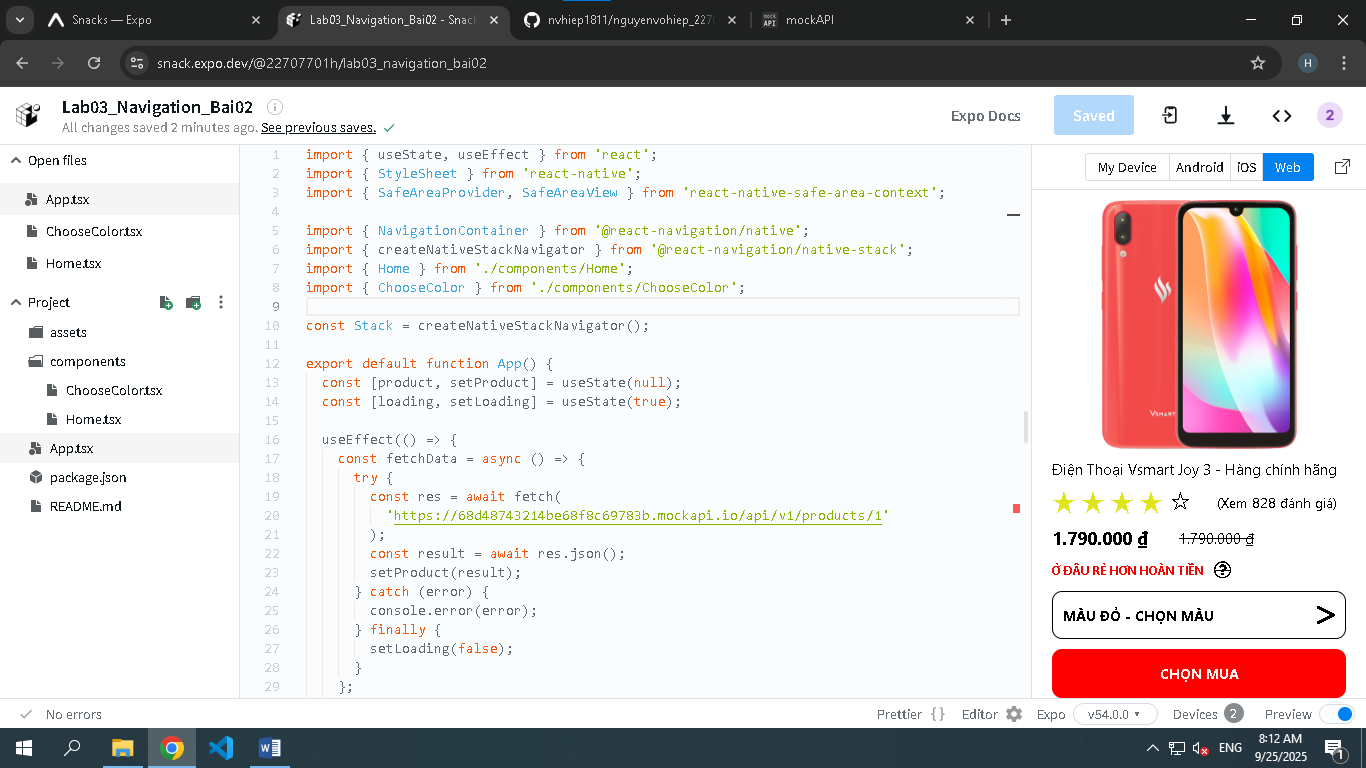 Snacks — Expo
Lab03_Navigation_Bai02 - Snac
nvhiep1811/nguyenvohiep_2270
mock API
mockAPI
snack.expo.dev/@22707701h/lab03_navigation_bai02
H
Lab03_Navigation_Bai02
All changes saved 2 minutes ago. See previous saves.
Expo Docs
Saved
2
Open files
App.tsx
ChooseColor.tsx
Home.tsx
Project
assets
components
ChooseColor.tsx
Home.tsx
App.tsx
package.json
README.md
1 import { useState, useEffect } from 'react';
2 import { StyleSheet } from 'react-native';
3 import { SafeAreaProvider, SafeAreaView } from 'react-native-safe-area-context';
4
5 import { NavigationContainer } from '@react-navigation/native';
6 import { createNativeStackNavigator } from '@react-navigation/native-stack';
7 import { Home } from './components/Home';
8 import { ChooseColor } from './components/ChooseColor';
9
10 const Stack = createNativeStackNavigator();
11
12 export default function App() {
13 const [product, setProduct] = useState(null);
14 const [loading, setLoading] = useState(true);
15
16 useEffect(() => {
17 const fetchData = async () => {
18 try {
19 const res = await fetch(
20 'https://68d48743214be68f8c69783b.mockapi.io/api/v1/products/1'
21 );
22 const result = await res.json();
23 setProduct(result);
24 } catch (error) {
25 console.error(error);
26 } finally {
27 setLoading(false);
28 }
29 };
My Device Android iOS Web
VSMART
Điện Thoại Vsmart Joy 3 - Hàng chính hãng
(Xem 828 đánh giá)
1.790.000 ₫ 1.790.000 ₫
Ở ĐÂU RẺ HƠN HOÀN TIỀN ?
MÀU ĐỎ - CHỌN MÀU >
CHỌN MUA
No errors
Prettier {} Editor Expo v54.0.0 Devices 2 Preview
ENG
8:12 AM
9/25/2025
1